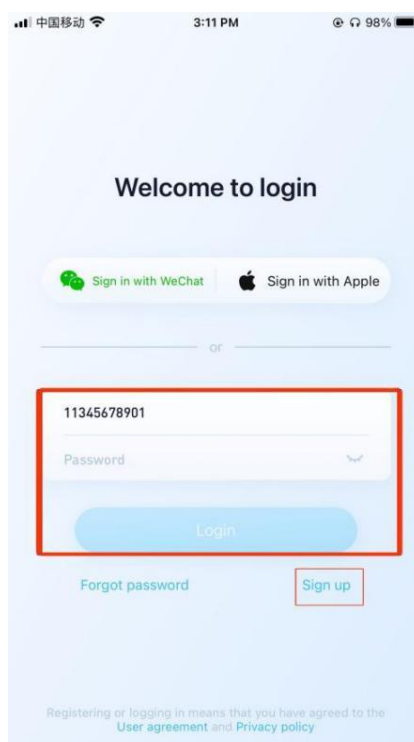 中国移动 3:11 PM 98%
Welcome to login
Sign in with WeChat Sign in with Apple
or
11345678901
Password
Login
Forgot password Sign up
Registering or logging in means that you have agreed to the
User agreement and Privacy policy